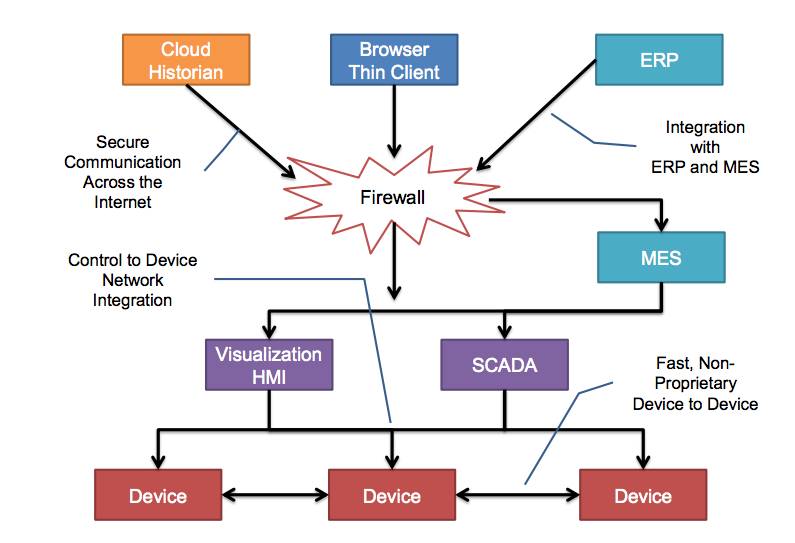 Cloud
Historian
Browser
Thin Client
ERP
Secure
Communication
Across the
Internet
Integration
with
ERP and MES
Firewall
MES
Control to Device
Network
Integration
Visualization
HMI
SCADA
Fast, Non-
Proprietary
Device to Device
Device
Device
Device